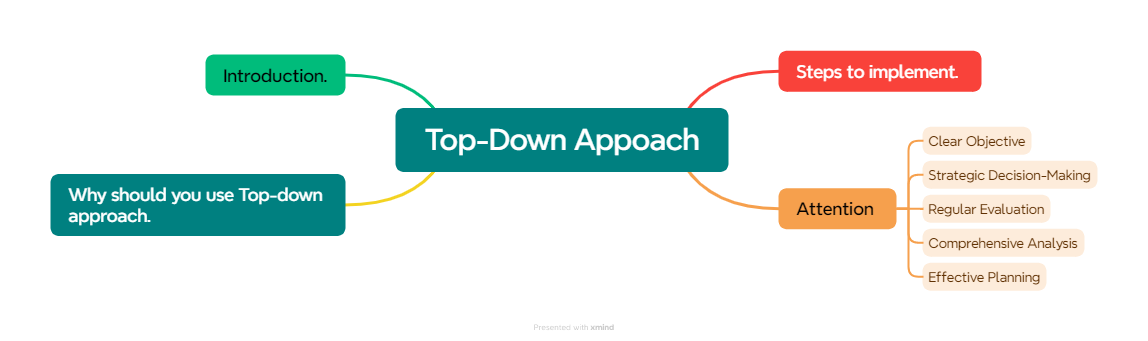 Top-Down Appoach
Introduction.
Why should you use Top-down
approach.
Steps to implement.
Attention
Clear Objective
Strategic Decision-Making
Regular Evaluation
Comprehensive Analysis
Effective Planning
Presented with xmind